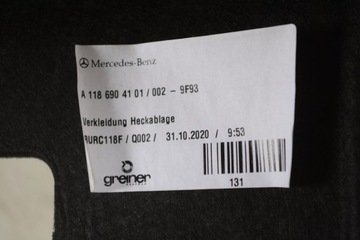 Mercedes-Benz
A 118 690 41 01 / 002 - 9F93
Verkleidung Heckablage
RURC118F / Q002 / 31.10.2020 / 9:53
greiner
131